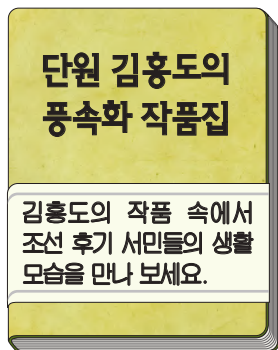 단원 김홍도의
풍속화 작품집
김홍도의 작품 속에서
조선 후기 서민들의 생활
모습을 만나 보세요.